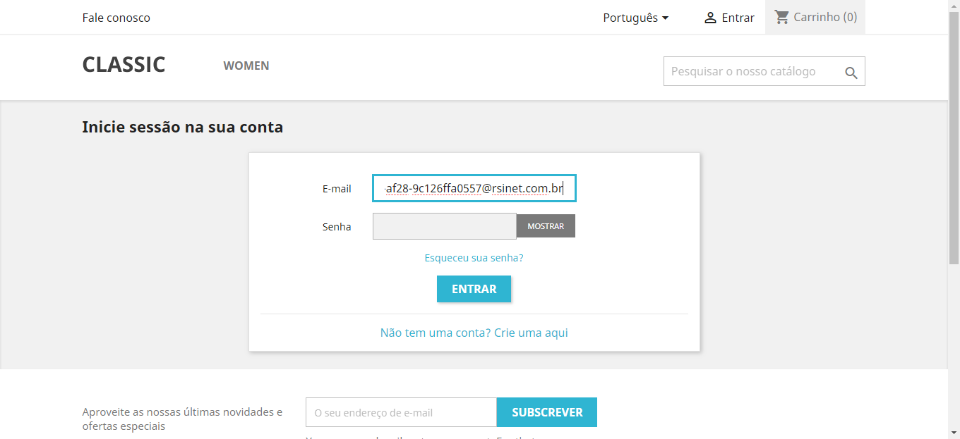 Fale conosco
Português
Entrar
Carrinho (0)
CLASSIC
WOMEN
Pesquisar o nosso catálogo
Inicie sessão na sua conta
E-mail
af28-9c126ffa0557@rsinet.com.br
Senha
MOSTRAR
Esqueceu sua senha?
ENTRAR
Não tem uma conta? Crie uma aqui
Aproveite as nossas últimas novidades e
ofertas especiais
O seu endereço de e-mail
SUBSCREVER